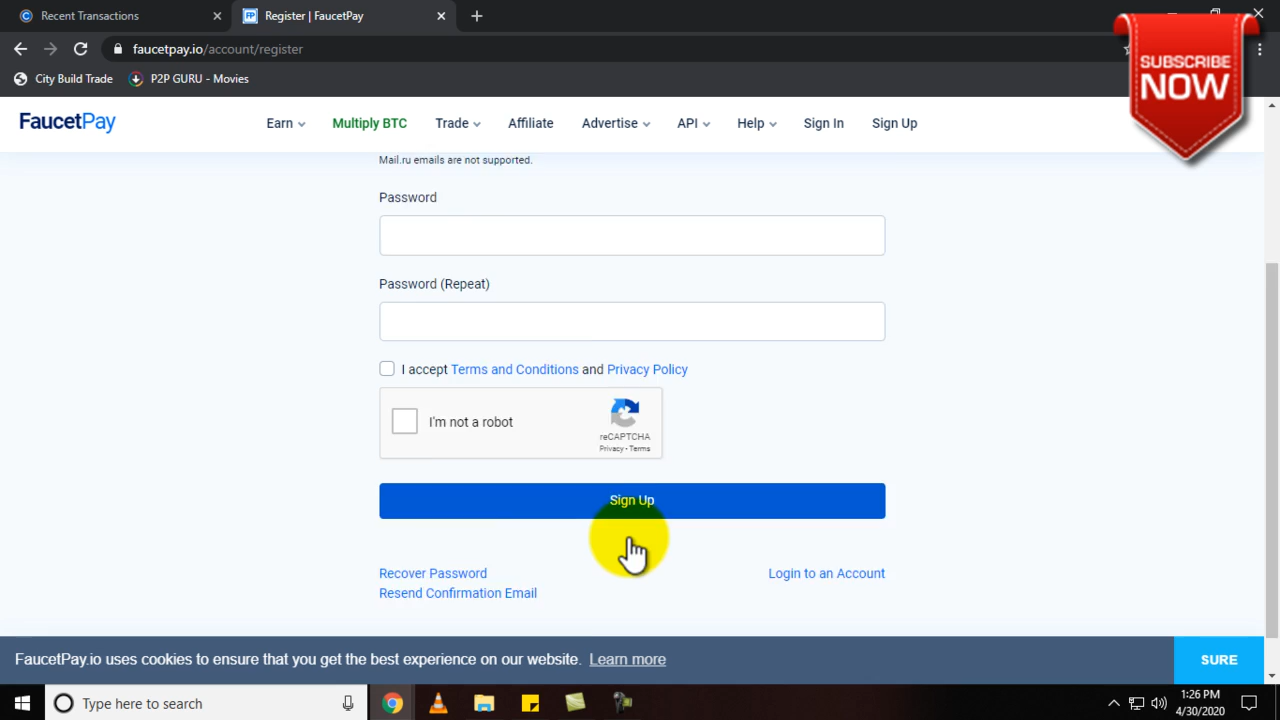 Recent Transactions
Register | FaucetPay
faucetpay.io/account/register
City Build Trade
P2P GURU - Movies
SUBSCRIBE
NOW
FaucetPay
Earn
Multiply BTC
Trade
Affiliate
Advertise
API
Help
Sign In
Sign Up
Mail.ru emails are not supported.
Password
Password (Repeat)
I accept Terms and Conditions and Privacy Policy
I'm not a robot
reCAPTCHA
Privacy • Terms
Sign Up
Recover Password
Login to an Account
Resend Confirmation Email
FaucetPay.io uses cookies to ensure that you get the best experience on our website. Learn more
SURE
Type here to search
1:26 PM
4/30/2020